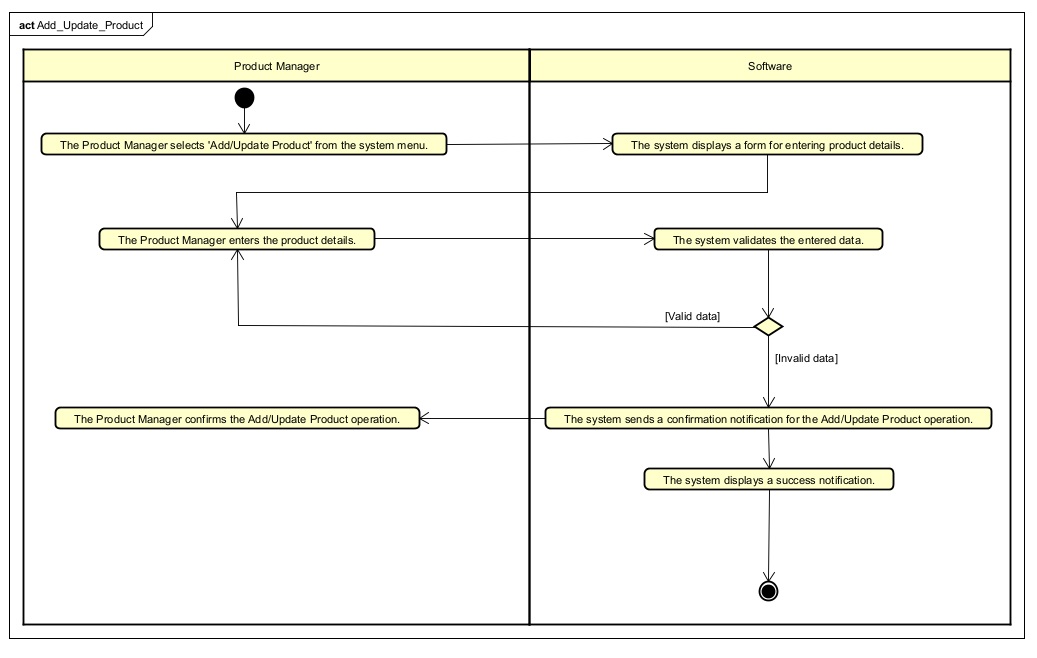 act Add_Update_Product
Product Manager
Software
The Product Manager selects 'Add/Update Product' from the system menu.
The system displays a form for entering product details.
The Product Manager enters the product details.
The system validates the entered data.
[Valid data]
[Invalid data]
The Product Manager confirms the Add/Update Product operation.
The system sends a confirmation notification for the Add/Update Product operation.
The system displays a success notification.